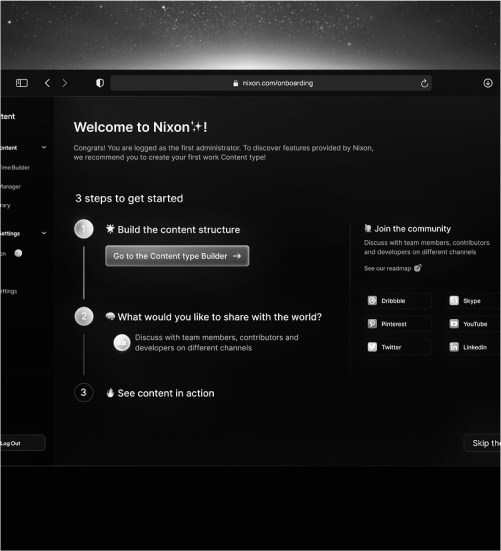 nixon.com/onboarding
tent
ontent
Time Builder
Manager
rary
Settings
on
ettings
Log Out
Welcome to Nixon✨!
Congrats! You are logged as the first administrator. To discover features provided by Nixon,
we recommend you to create your first work Content type!
3 steps to get started
1
Build the content structure
Go to the Content type Builder →
2
What would you like to share with the world?
Discuss with team members, contributors and
developers on different channels
3
See content in action
Join the community
Discuss with team members, contributors
and developers on different channels
See our readmap
Dribbble
Skype
Pinterest
YouTube
Twitter
Linkedin
Skip the